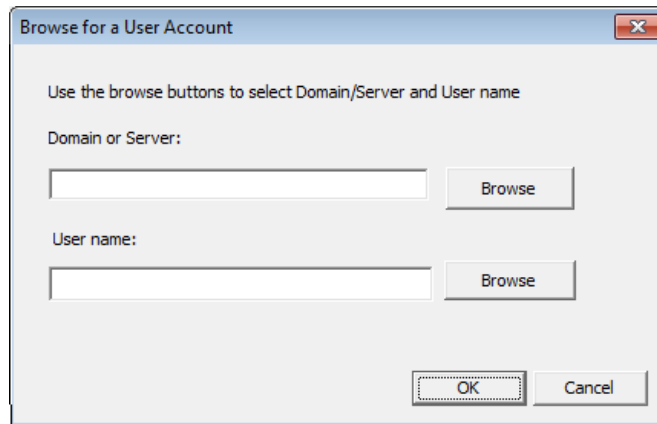 Browse for a User Account
Use the browse buttons to select Domain/Server and User name
Domain or Server:
Browse
User name:
Browse
OK
Cancel